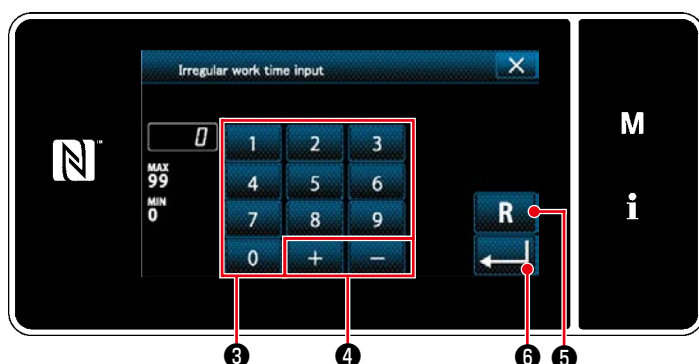 Irregular work time input
0
1 2 3
MAX
99
4 5 6
MIN
0
7 8 9
0 + −
R
M
i
N™
❸ ❹ ❻ ❺